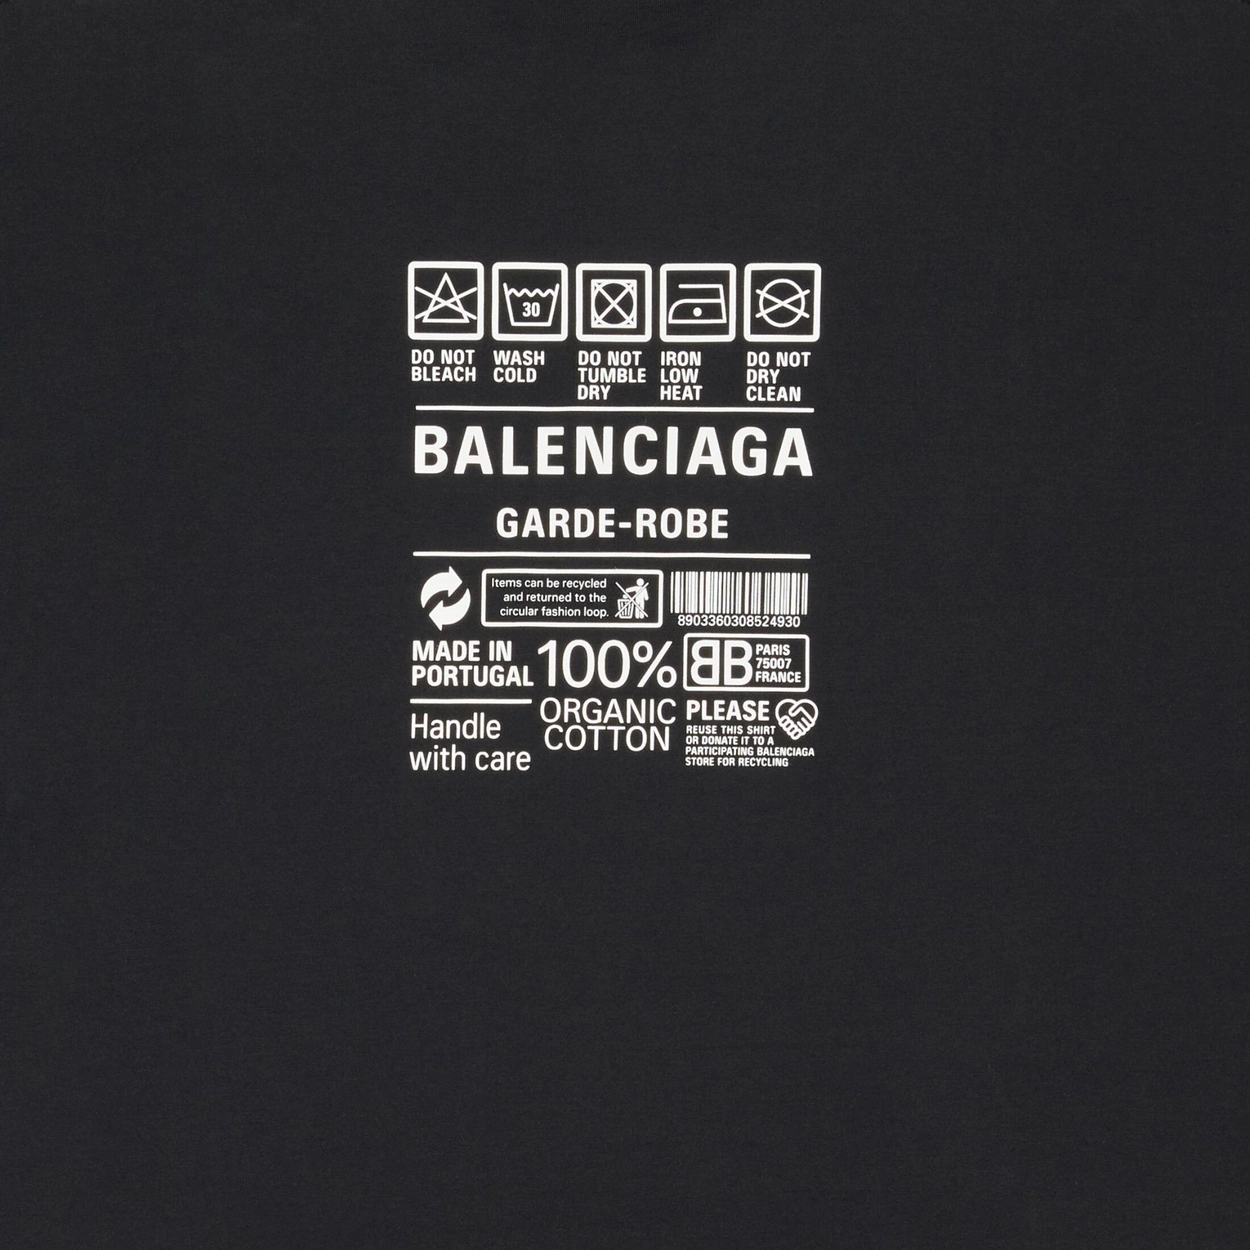 30
DO NOT
BLEACH
WASH
COLD
DO NOT
TUMBLE
DRY
IRON
LOW
HEAT
DO NOT
DRY
CLEAN
BALENCIAGA
GARDE-ROBE
Items can be recycled
and returned to the
circular fashion loop.
8903360308524930
MADE IN
PORTUGAL
100%
ORGANIC
COTTON
BB
PARIS
75007
FRANCE
Handle
with care
PLEASE
REUSE THIS SHIRT
OR DONATE IT TO A
PARTICIPATING BALENCIAGA
STORE FOR RECYCLING